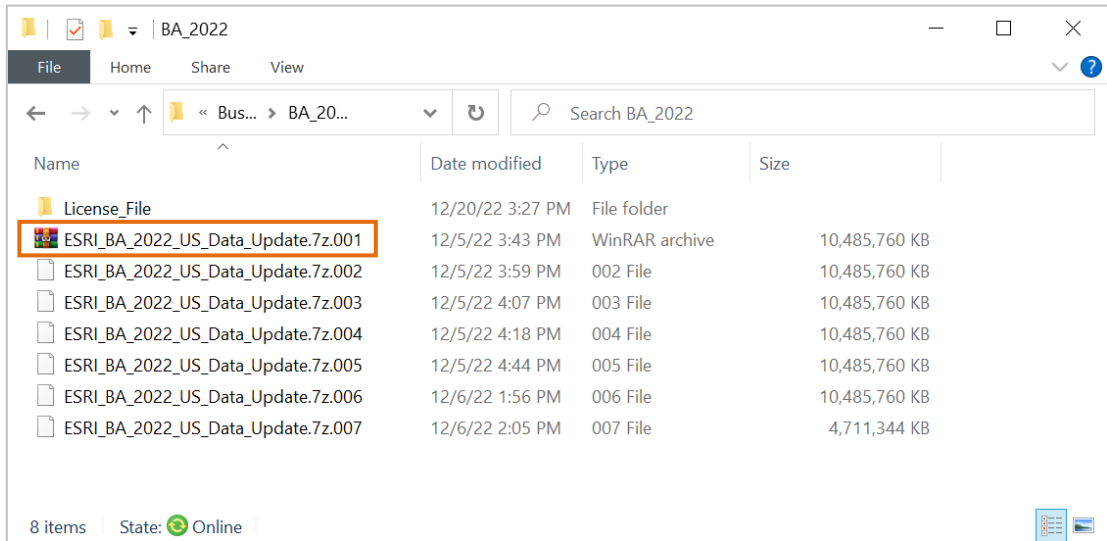 BA_2022
File Home Share View
« Bus... > BA_20... Search BA_2022
Name Date modified Type Size
License_File 12/20/22 3:27 PM File folder
ESRI_BA_2022_US_Data_Update.7z.001 12/5/22 3:43 PM WinRAR archive 10,485,760 KB
ESRI_BA_2022_US_Data_Update.7z.002 12/5/22 3:59 PM 002 File 10,485,760 KB
ESRI_BA_2022_US_Data_Update.7z.003 12/5/22 4:07 PM 003 File 10,485,760 KB
ESRI_BA_2022_US_Data_Update.7z.004 12/5/22 4:18 PM 004 File 10,485,760 KB
ESRI_BA_2022_US_Data_Update.7z.005 12/5/22 4:44 PM 005 File 10,485,760 KB
ESRI_BA_2022_US_Data_Update.7z.006 12/6/22 1:56 PM 006 File 10,485,760 KB
ESRI_BA_2022_US_Data_Update.7z.007 12/6/22 2:05 PM 007 File 4,711,344 KB
8 items State: Online